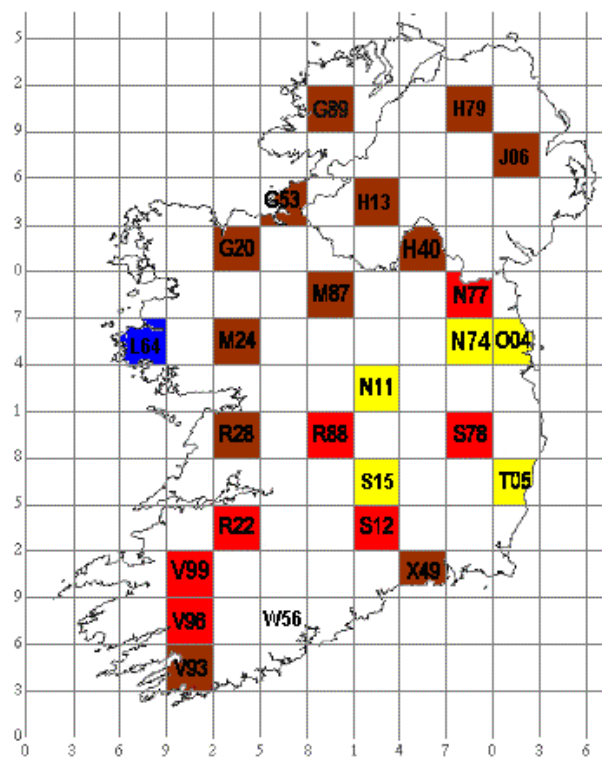 5
2
G89 H79
9
J06
6
G53 H13
3
G20 H40
0
M87 N77
7
L64 M24 N74 O04
4
N11
1
R28 R88 S78
8
S15 T05
5
R22 S12
2
V99 X49
9
V96 W56
6
V93
3
0
0 3 6 9 2 5 8 1 4 7 0 3 6